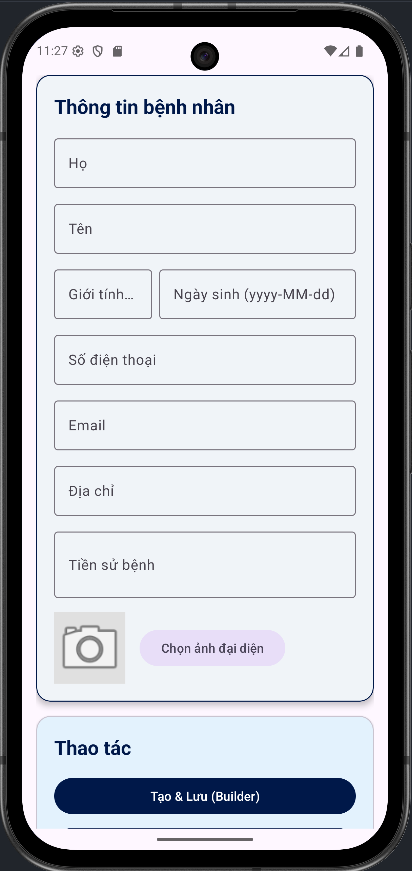 11:27
Thông tin bệnh nhân
Họ
Tên
Giới tính...
Ngày sinh (yyyy-MM-dd)
Số điện thoại
Email
Địa chỉ
Tiền sử bệnh
Chọn ảnh đại diện
Thao tác
Tạo & Lưu (Builder)